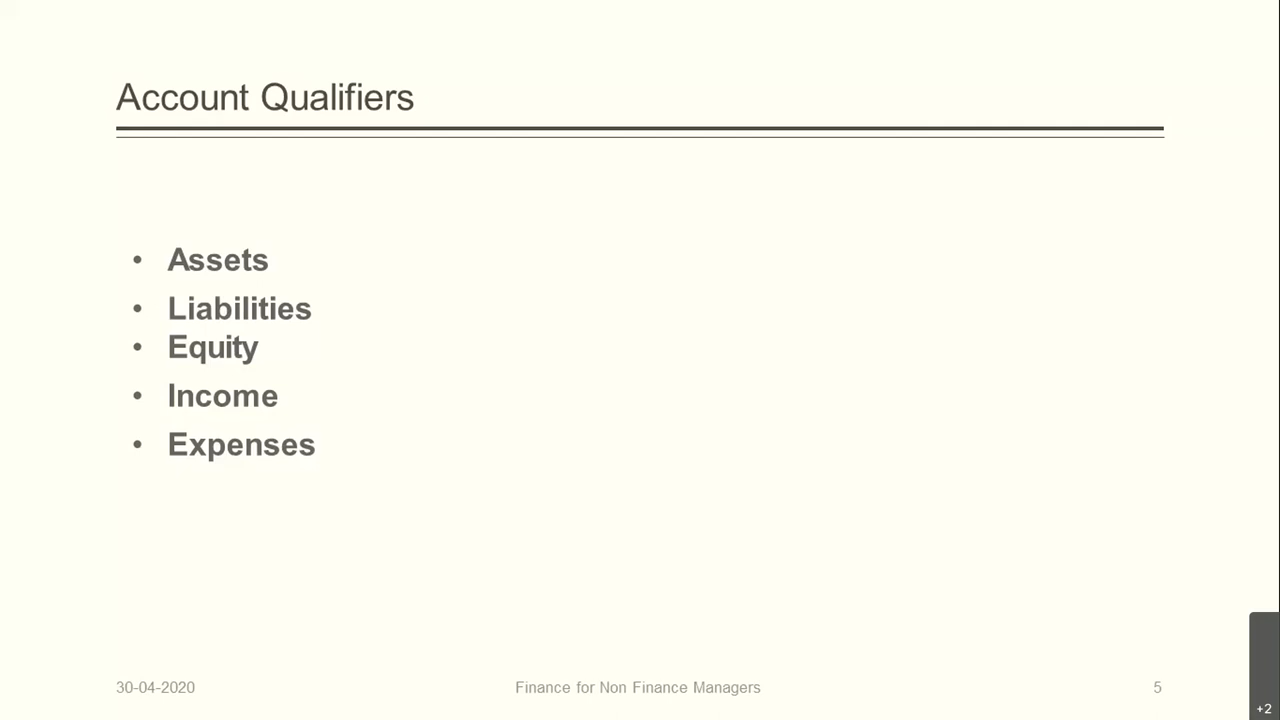 Account Qualifiers
• Assets
• Liabilities
• Equity
• Income
• Expenses
30-04-2020 Finance for Non Finance Managers 5
+2